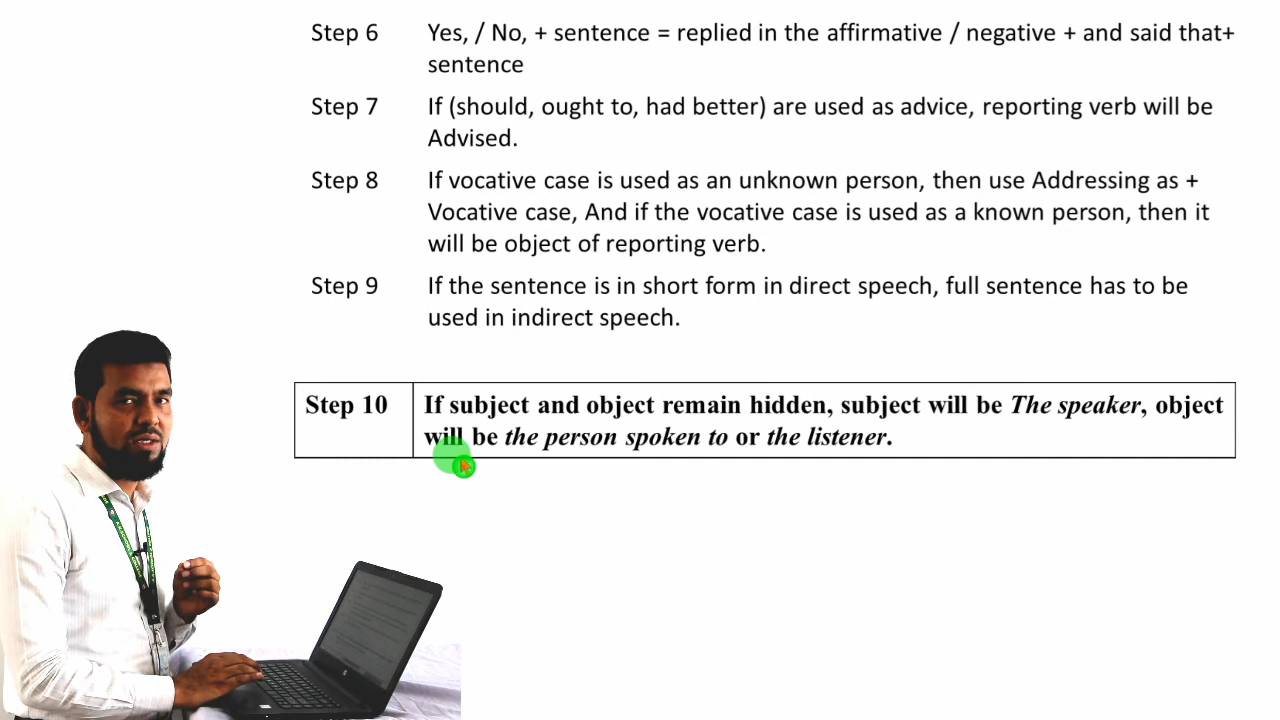 Step 6 Yes, / No, + sentence = replied in the affirmative / negative + and said that+
sentence
Step 7 If (should, ought to, had better) are used as advice, reporting verb will be
Advised.
Step 8 If vocative case is used as an unknown person, then use Addressing as +
Vocative case, And if the vocative case is used as a known person, then it
will be object of reporting verb.
Step 9 If the sentence is in short form in direct speech, full sentence has to be
used in indirect speech.
Step 10 If subject and object remain hidden, subject will be The speaker, object
will be the person spoken to or the listener.